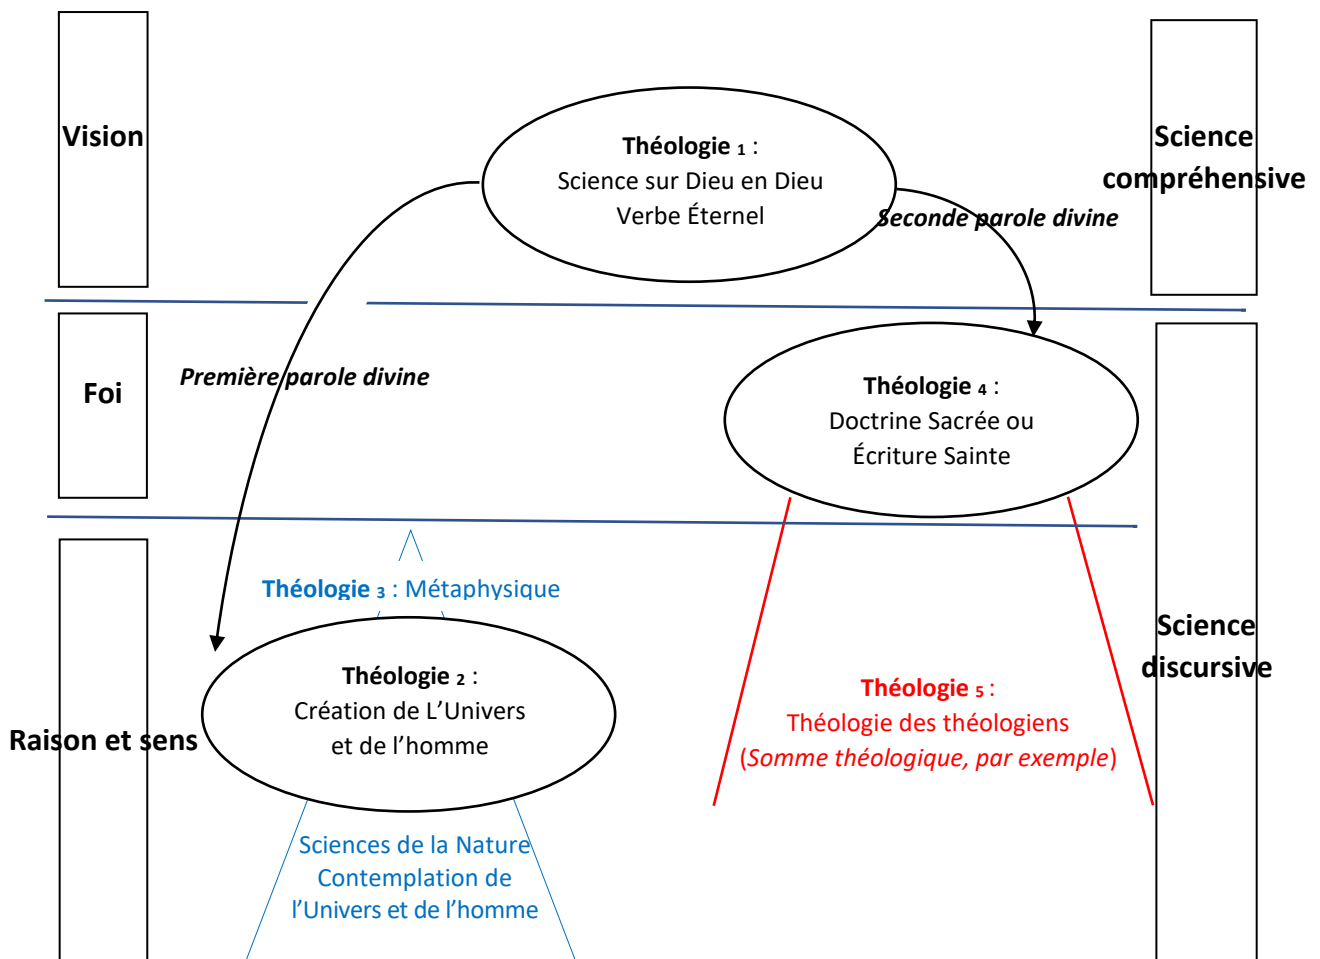 Vision
Théologie 1 :
Science sur Dieu en Dieu
Verbe Éternel
Science
compréhensive
Seconde parole divine
Foi
Première parole divine
Théologie 4 :
Doctrine Sacrée ou
Écriture Sainte
Théologie 3 : Métaphysique
Théologie 2 :
Création de L’Univers
et de l’homme
Raison et sens
Théologie 5 :
Théologie des théologiens
(Somme théologique, par exemple)
Science
discursive
Sciences de la Nature
Contemplation de
l’Univers et de l’homme